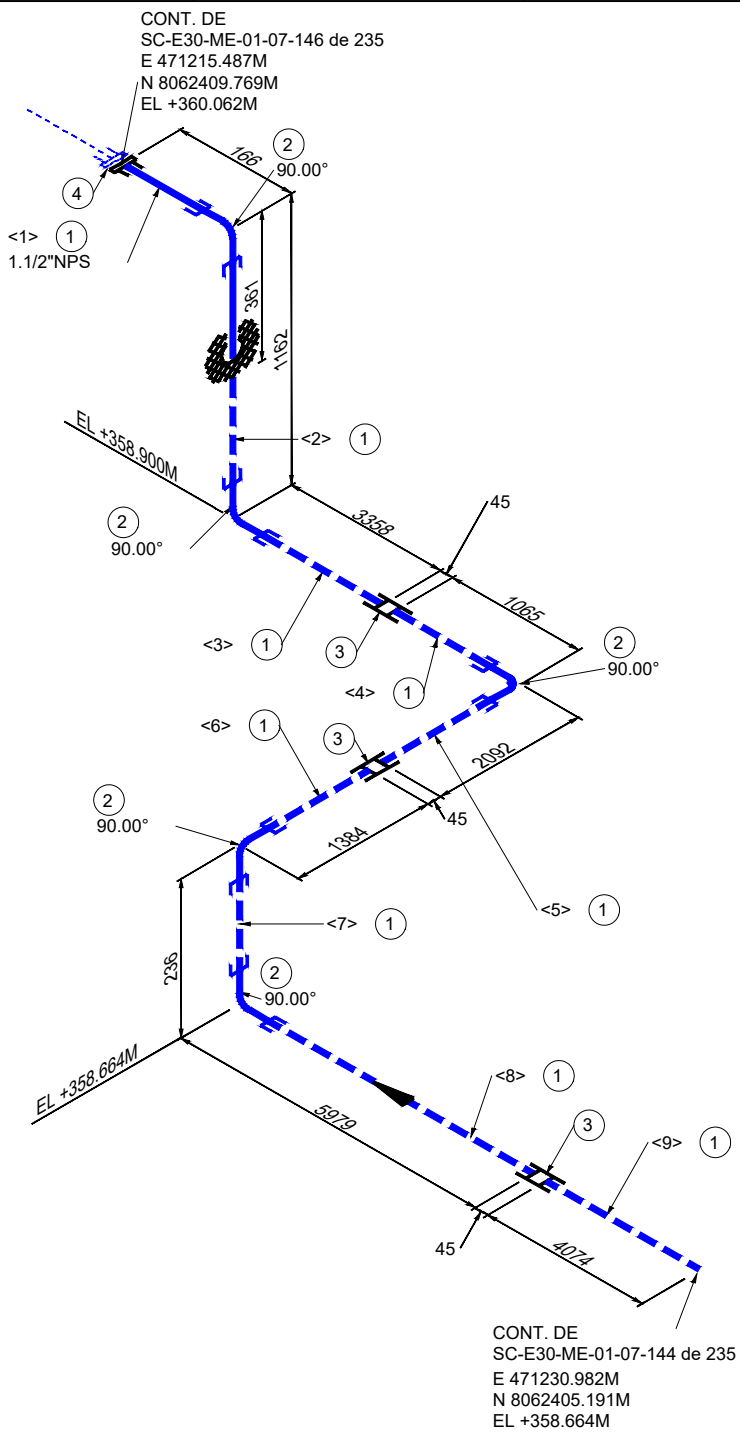 CONT. DE
SC-E30-ME-01-07-146 de 235
E 471215.487M
N 8062409.769M
EL +360.062M
166
2
90.00°
4
<1> 1
1.1/2"NPS
361
1162
EL +358.900M
<2> 1
2
90.00°
3358
45
1065
<3> 1
3
<4> 1
2
90.00°
<6> 1
3
2092
2
90.00°
45
1384
<5> 1
<7> 1
236
2
90.00°
EL +358.664M
<8> 1
5979
3
<9> 1
45
4074
CONT. DE
SC-E30-ME-01-07-144 de 235
E 471230.982M
N 8062405.191M
EL +358.664M